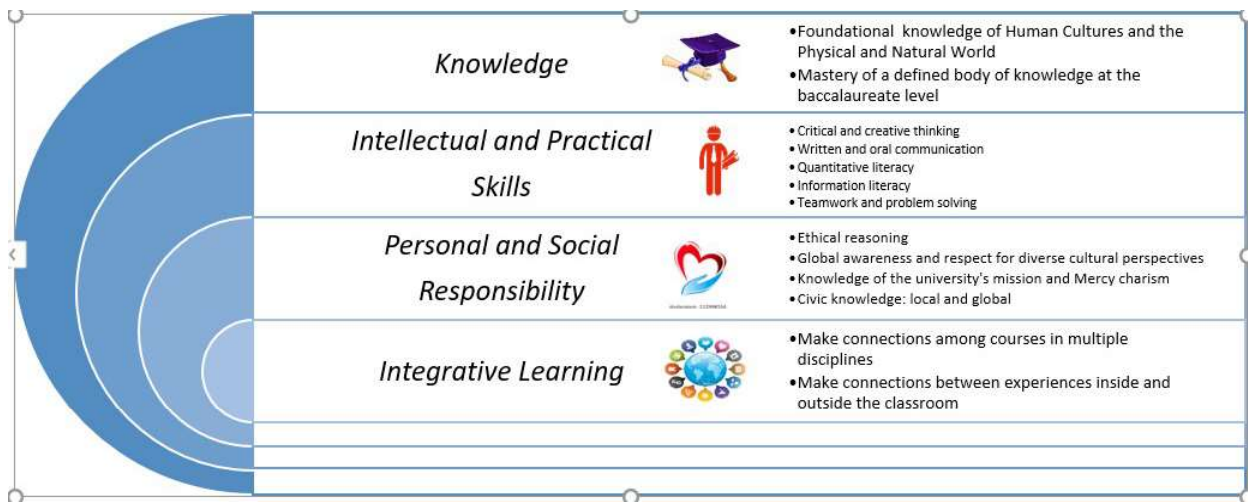 Knowledge
•Foundational knowledge of Human Cultures and the
Physical and Natural World
•Mastery of a defined body of knowledge at the
baccalaureate level
Intellectual and Practical
Skills
•Critical and creative thinking
•Written and oral communication
•Quantitative literacy
•Information literacy
•Teamwork and problem solving
Personal and Social
Responsibility
•Ethical reasoning
•Global awareness and respect for diverse cultural perspectives
•Knowledge of the university's mission and Mercy charism
•Civic knowledge: local and global
Integrative Learning
•Make connections among courses in multiple
disciplines
•Make connections between experiences inside and
outside the classroom